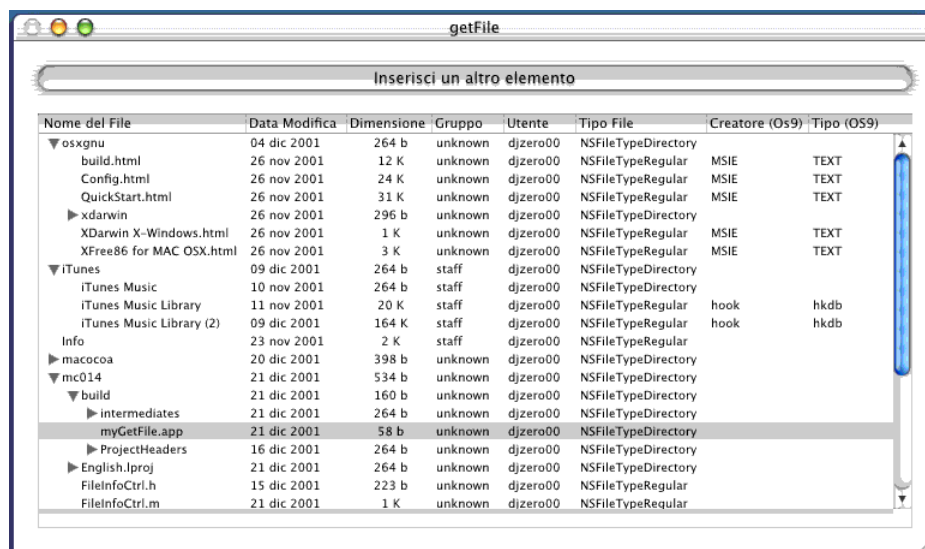 getFile
Inserisci un altro elemento
Nome del File Data Modifica Dimensione Gruppo Utente Tipo File Creatore (Os9) Tipo (OS9)
osxgnu 04 dic 2001 264 b unknown djzero00 NSFileTypeDirectory
build.html 26 nov 2001 12 K unknown djzero00 NSFileTypeRegular MSIE TEXT
Config.html 26 nov 2001 24 K unknown djzero00 NSFileTypeRegular MSIE TEXT
QuickStart.html 26 nov 2001 31 K unknown djzero00 NSFileTypeRegular MSIE TEXT
xdarwin 26 nov 2001 296 b unknown djzero00 NSFileTypeDirectory
XDarwin X-Windows.html 26 nov 2001 1 K unknown djzero00 NSFileTypeRegular MSIE TEXT
XFree86 for MAC OSX.html 26 nov 2001 3 K unknown djzero00 NSFileTypeRegular MSIE TEXT
iTunes 09 dic 2001 264 b staff djzero00 NSFileTypeDirectory
iTunes Music 10 nov 2001 264 b staff djzero00 NSFileTypeDirectory
iTunes Music Library 11 nov 2001 20 K staff djzero00 NSFileTypeRegular hook hkdb
iTunes Music Library (2) 09 dic 2001 164 K staff djzero00 NSFileTypeRegular hook hkdb
Info 23 nov 2001 2 K staff djzero00 NSFileTypeRegular
macocoa 20 dic 2001 398 b unknown djzero00 NSFileTypeDirectory
mc014 21 dic 2001 534 b unknown djzero00 NSFileTypeDirectory
build 21 dic 2001 160 b unknown djzero00 NSFileTypeDirectory
intermediates 21 dic 2001 264 b unknown djzero00 NSFileTypeDirectory
myGetFile.app 21 dic 2001 58 b unknown djzero00 NSFileTypeDirectory
ProjectHeaders 16 dic 2001 264 b unknown djzero00 NSFileTypeDirectory
English.lproj 21 dic 2001 264 b unknown djzero00 NSFileTypeDirectory
FileInfoCtrl.h 15 dic 2001 223 b unknown djzero00 NSFileTypeRegular
FileInfoCtrl.m 21 dic 2001 1 K unknown djzero00 NSFileTypeRegular